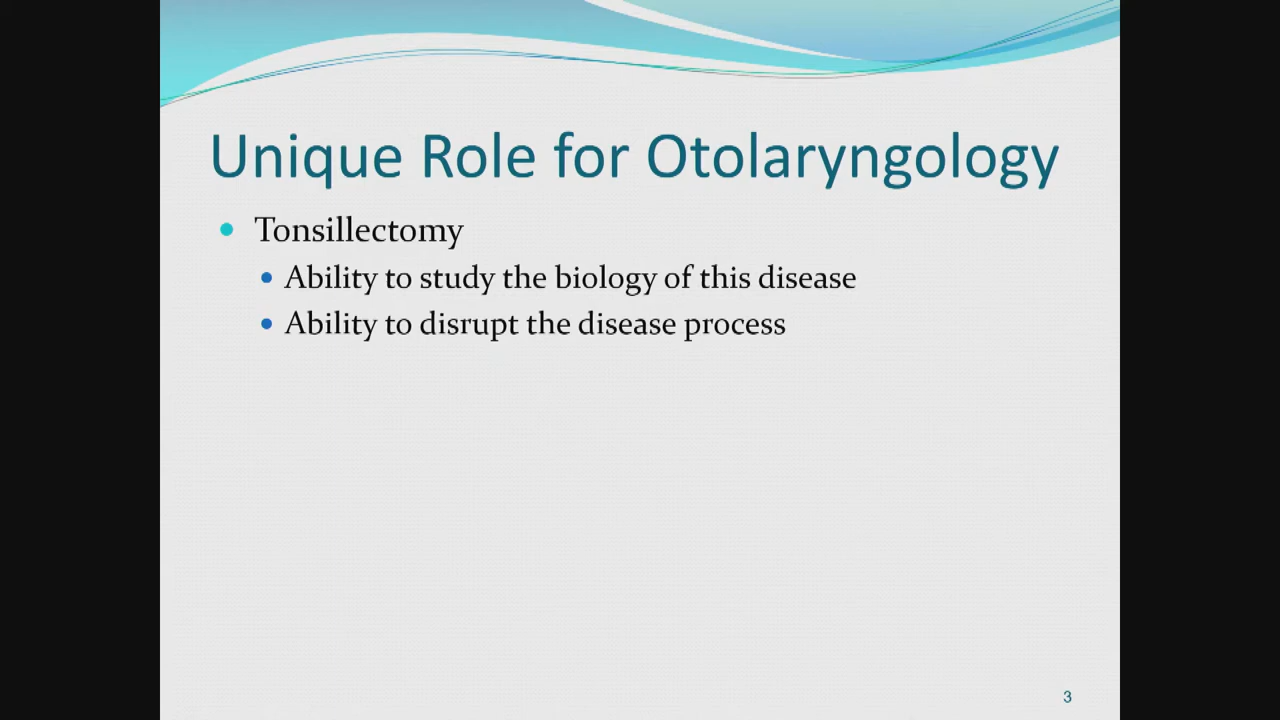 Unique Role for Otolaryngology
Tonsillectomy
Ability to study the biology of this disease
Ability to disrupt the disease process
3